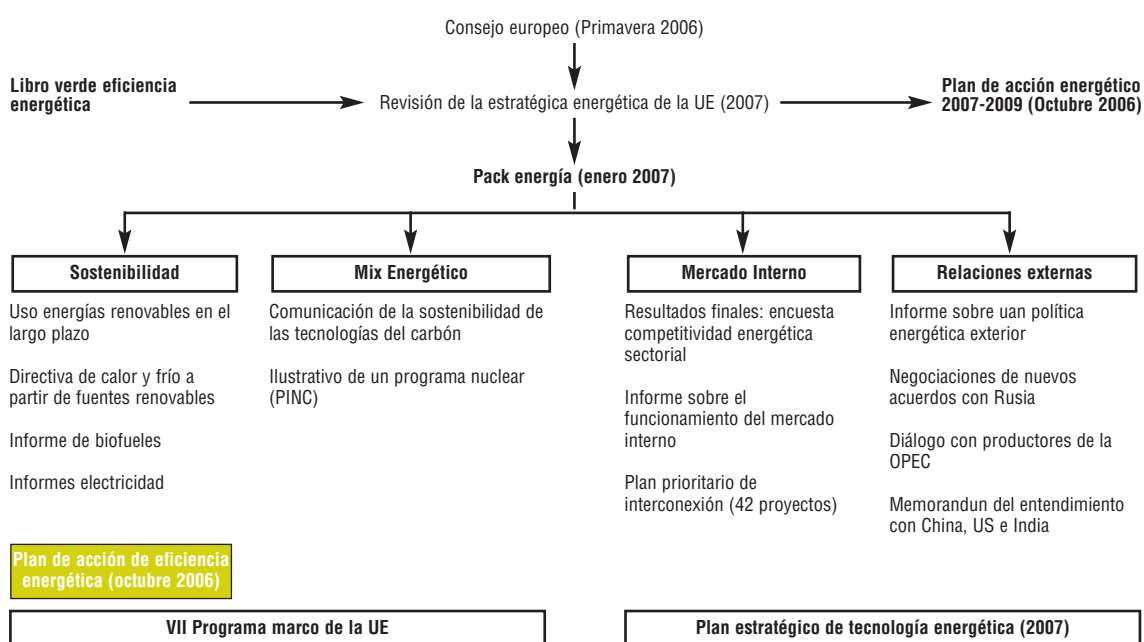 Consejo europeo (Primavera 2006)
Libro verde eficiencia
energética
Revisión de la estratégica energética de la UE (2007)
Plan de acción energético
2007-2009 (Octubre 2006)
Pack energía (enero 2007)
Sostenibilidad
Uso energías renovables en el
largo plazo
Directiva de calor y frío a
partir de fuentes renovables
Informe de biofueles
Informes electricidad
Mix Energético
Comunicación de la sostenibilidad de
las tecnologías del carbón
Ilustrativo de un programa nuclear
(PINC)
Mercado Interno
Resultados finales: encuesta
competitividad energética
sectorial
Informe sobre el
funcionamiento del mercado
interno
Plan prioritario de
interconexión (42 proyectos)
Relaciones externas
Informe sobre uan política
energética exterior
Negociaciones de nuevos
acuerdos con Rusia
Diálogo con productores de la
OPEC
Memorandun del entendimiento
con China, US e India
Plan de acción de eficiencia
energética (octubre 2006)
VII Programa marco de la UE
Plan estratégico de tecnología energética (2007)